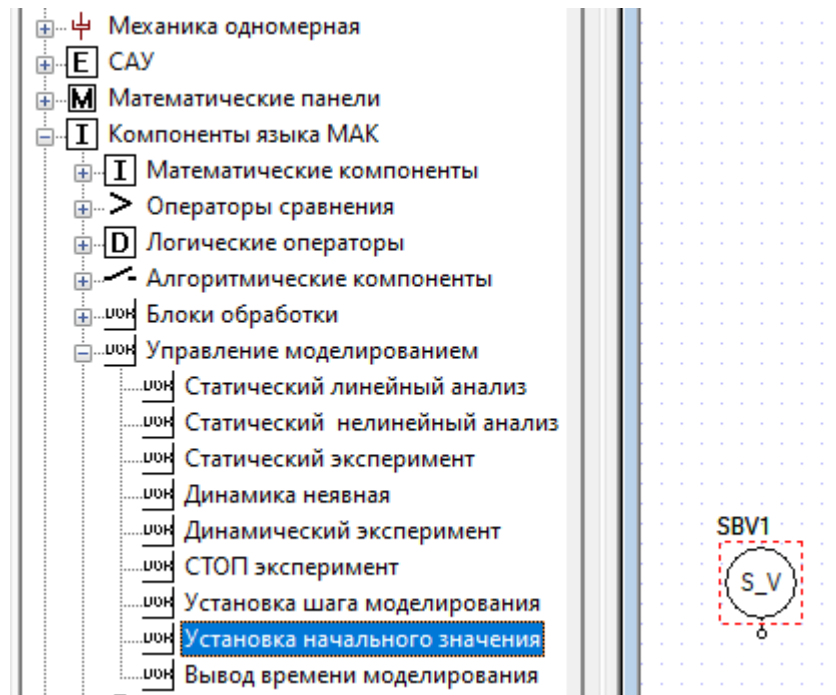 Механика одномерная
E САУ
M Математические панели
I Компоненты языка МАК
I Математические компоненты
> Операторы сравнения
D Логические операторы
Алгоритмические компоненты
Блоки обработки
Управление моделированием
Статический линейный анализ
Статический нелинейный анализ
Статический эксперимент
Динамика неявная
Динамический эксперимент
СТОП эксперимент
Установка шага моделирования
Установка начального значения
Вывод времени моделирования
SBV1
S_V